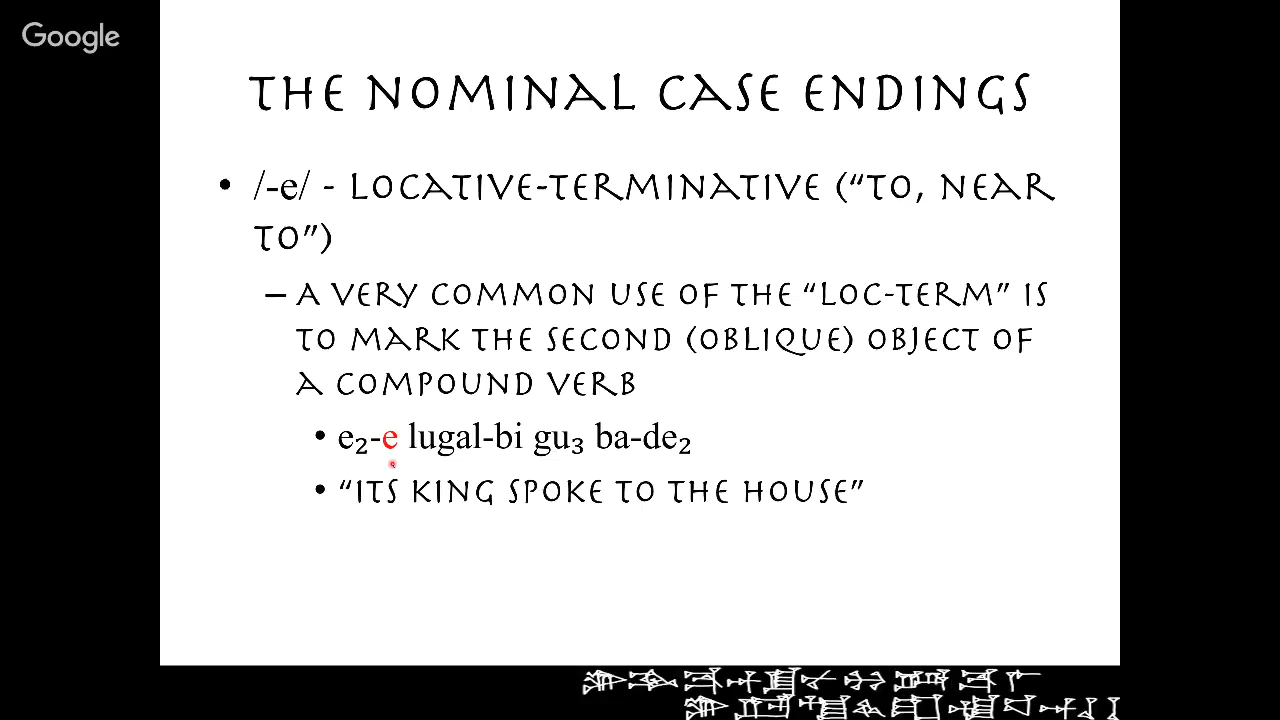 Google
THE NOMINAL CASE ENDINGS
• /-e/ - LOCATIVE-TERMINATIVE (“TO, NEAR
TO”)
– A VERY COMMON USE OF THE “LOC-TERM” IS
TO MARK THE SECOND (OBLIQUE) OBJECT OF
A COMPOUND VERB
• e₂-e lugal-bi gu₃ ba-de₂
• “ITS KING SPOKE TO THE HOUSE”